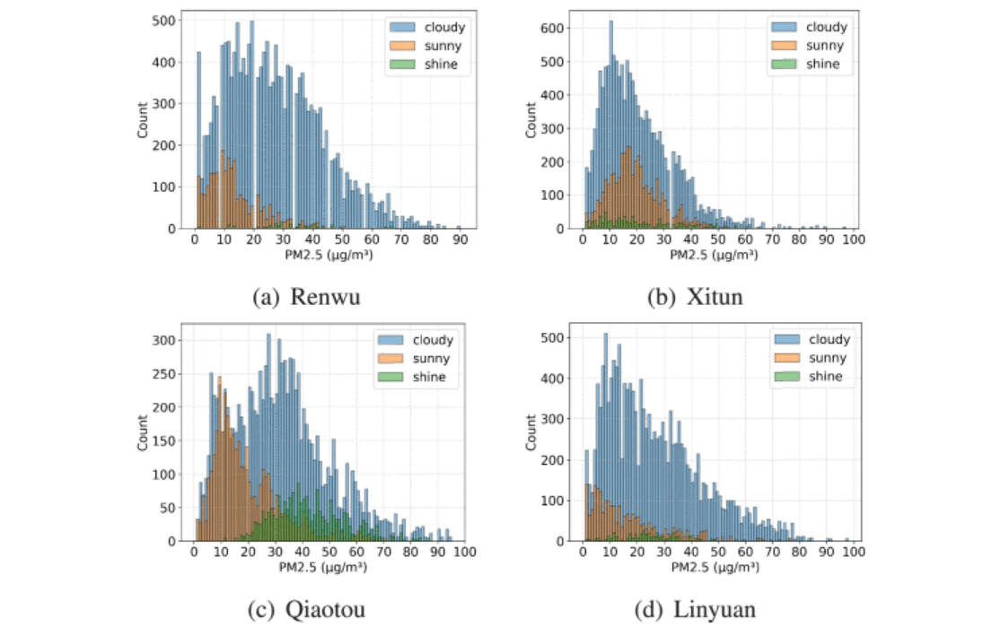 500
400
300
200
100
0
Count
cloudy
sunny
shine
0 10 20 30 40 50 60 70 80 90
PM2.5 (µg/m³)
(a) Renwu
600
500
400
300
200
100
0
Count
cloudy
sunny
shine
0 10 20 30 40 50 60 70 80 90 100
PM2.5 (µg/m³)
(b) Xitun
300
250
200
150
100
50
0
Count
cloudy
sunny
shine
0 10 20 30 40 50 60 70 80 90 100
PM2.5 (µg/m³)
(c) Qiaotou
500
400
300
200
100
0
Count
cloudy
sunny
shine
0 10 20 30 40 50 60 70 80 90 100
PM2.5 (µg/m³)
(d) Linyuan